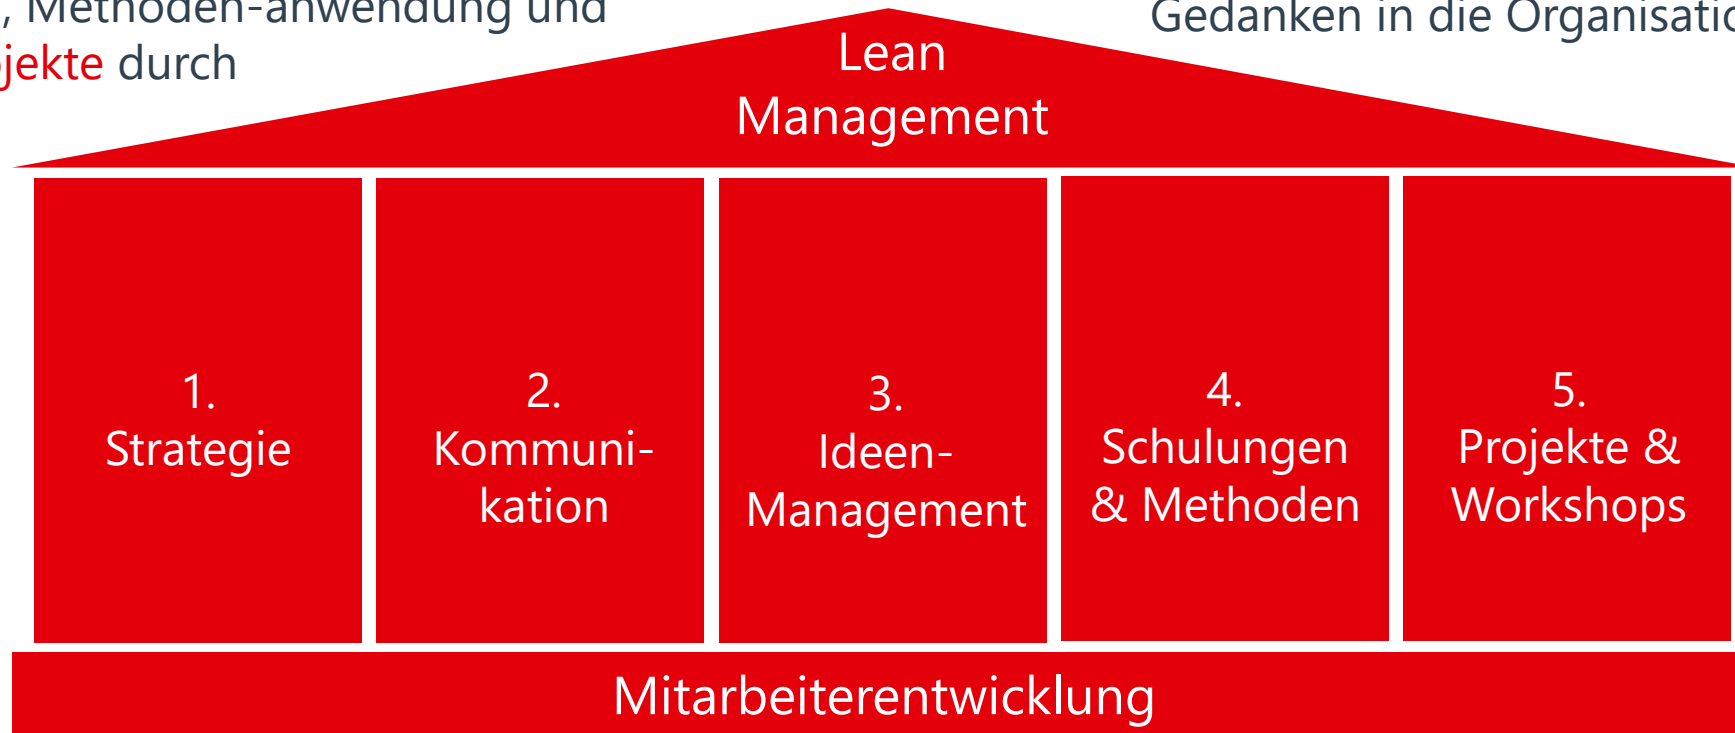 , Methoden-anwendung und
jekte durch
Gedanken in die Organisatio
Lean
Management
1.
Strategie
2.
Kommuni-
kation
3.
Ideen-
Management
4.
Schulungen
& Methoden
5.
Projekte &
Workshops
Mitarbeiterentwicklung